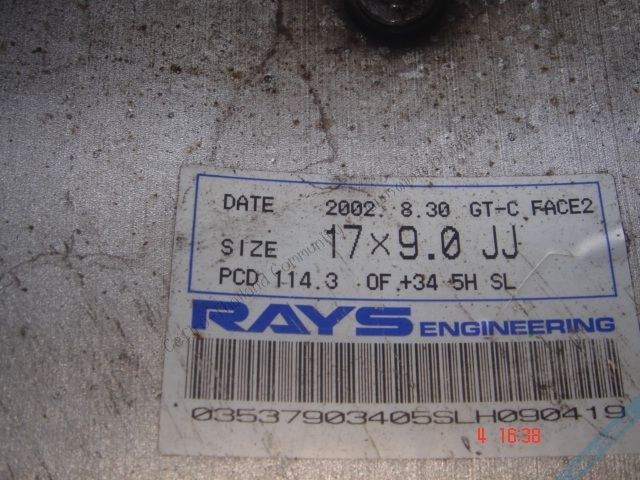 DATE 2002. 8.30 GT-C FACE2
SIZE 17×9.0 JJ
PCD 114.3 OF.+34 5H SL
RAYS ENGINEERING
03537903405SLH090419
4 16:38